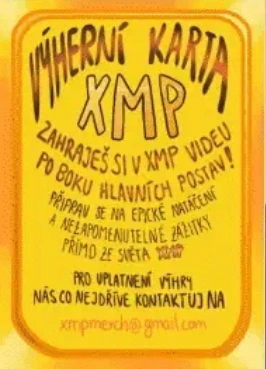 VÝHERNÍ KARTA
XMP
ZAHRAJEŠ SI V XMP VIDEU
PO BOKU HLAVNÍCH POSTAV!
PŘIPRAV SE NA EPICKÉ NATÁČENÍ
A NEZAPOMENUTELNÉ ZÁŽITKY
PŘÍMO ZE SVĚTA XMP
PRO UPLATNENÍ VÝHRY
NÁS CO NEJDŘÍVE KONTAKTUJ NA
xmpmerch@gmail.com